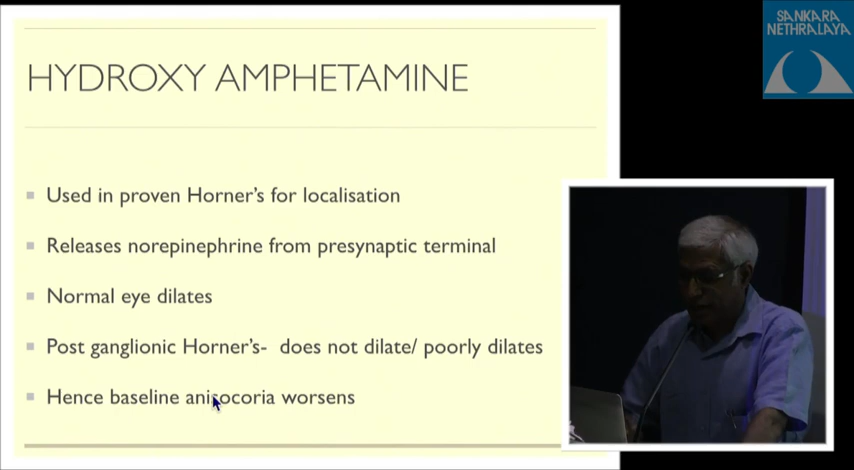 SANKARA
NETHRALAYA
HYDROXY AMPHETAMINE
Used in proven Horner's for localisation
Releases norepinephrine from presynaptic terminal
Normal eye dilates
Post ganglionic Horner's- does not dilate/ poorly dilates
Hence baseline anisocoria worsens